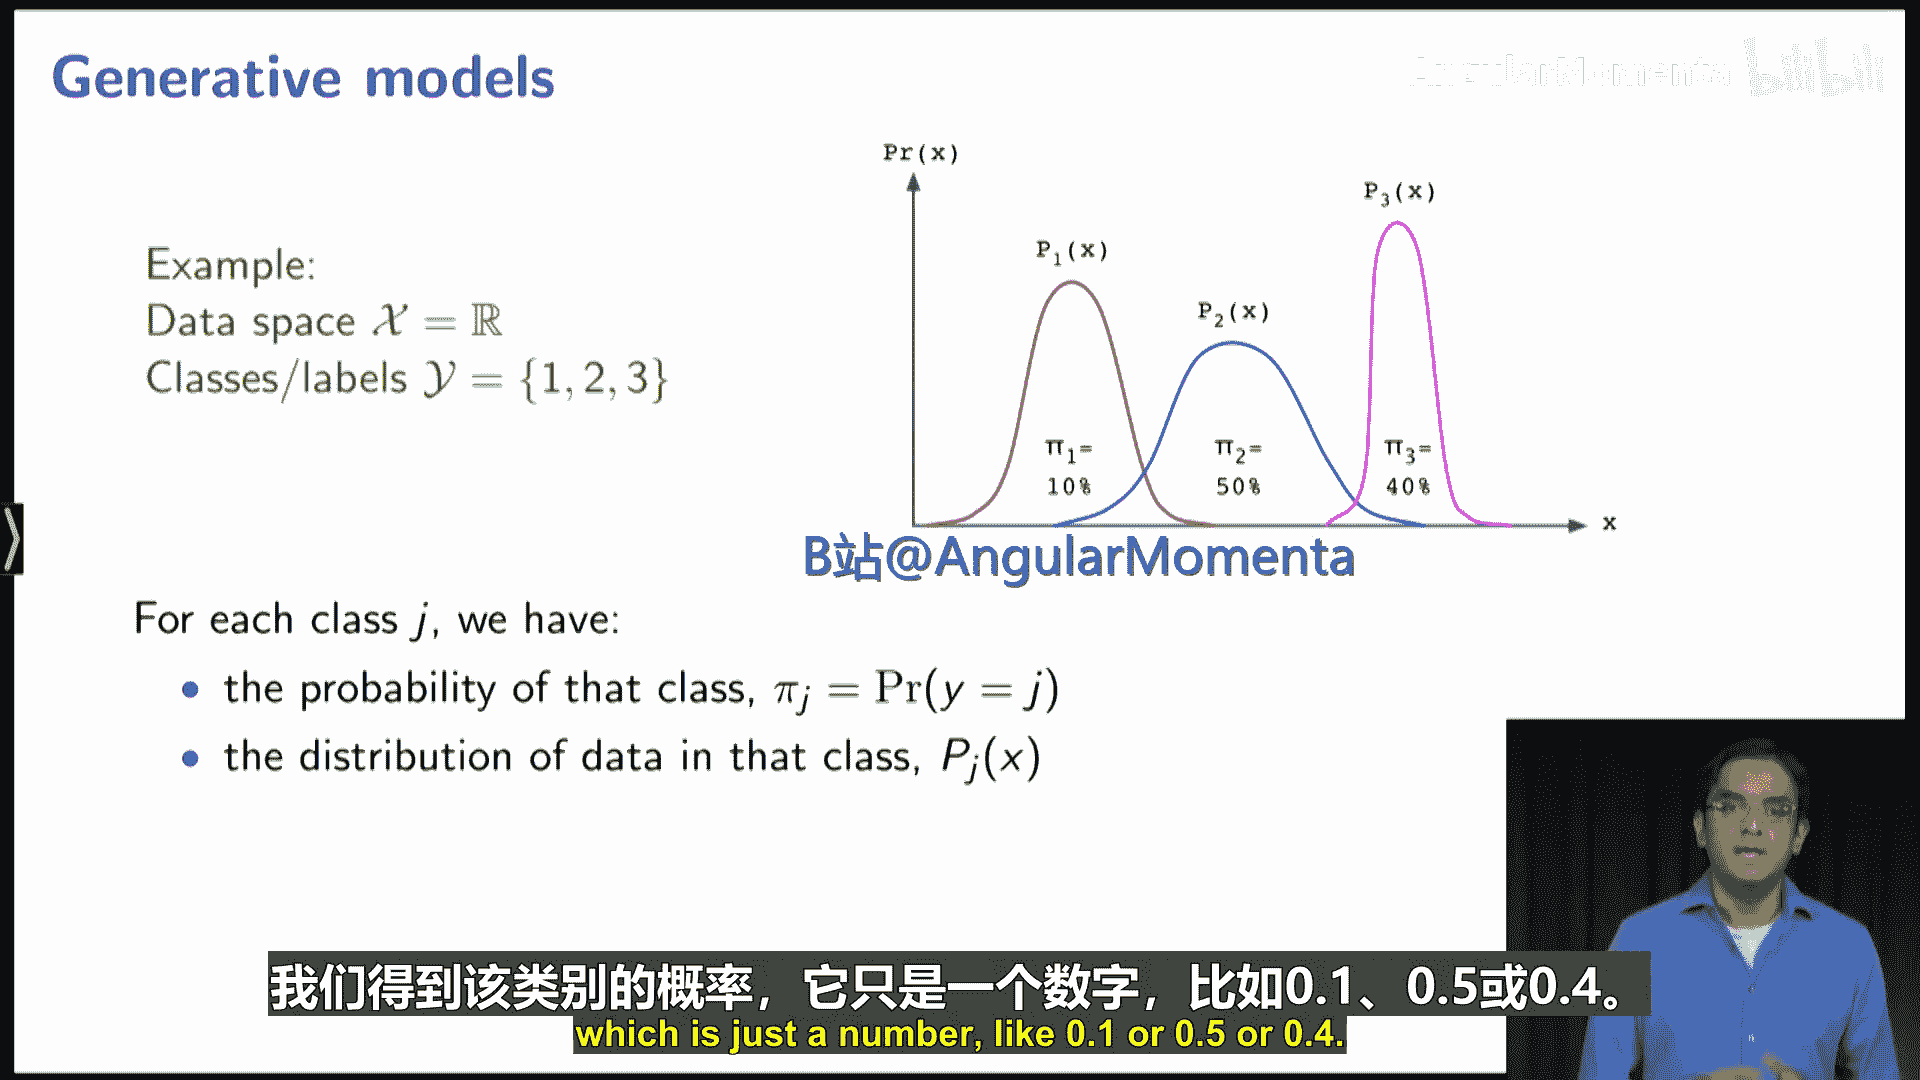 Generative models
AngularMomenta bilibili
Example:
Data space 𝒳 = ℝ
Classes/labels 𝒴 = {1, 2, 3}
Pr(x)
P₁(x)
P₂(x)
P₃(x)
π₁=
10%
π₂=
50%
π₃=
40%
x
B站@AngularMomenta
For each class j, we have:
• the probability of that class, πⱼ = Pr(y = j)
• the distribution of data in that class, Pⱼ(x)
我们得到该类别的概率，它只是一个数字，比如0.1、0.5或0.4。
which is just a number, like 0.1 or 0.5 or 0.4.